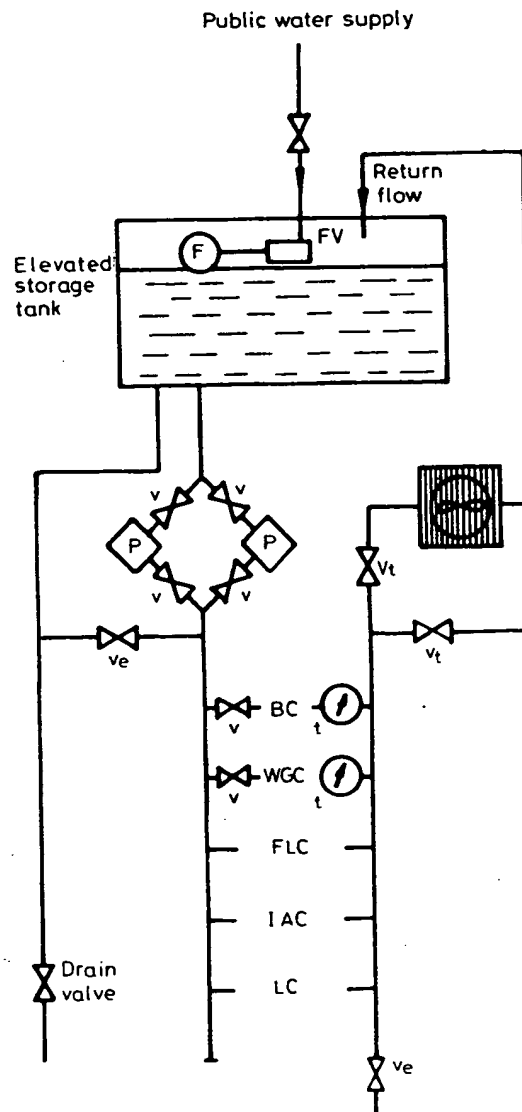 Public water supply
Return
flow
FV
F
Elevated
storage
tank
v
v
P
P
v
v
Vt
ve
vt
BC
v
t
WGC
v
t
FLC
IAC
LC
Drain
valve
ve